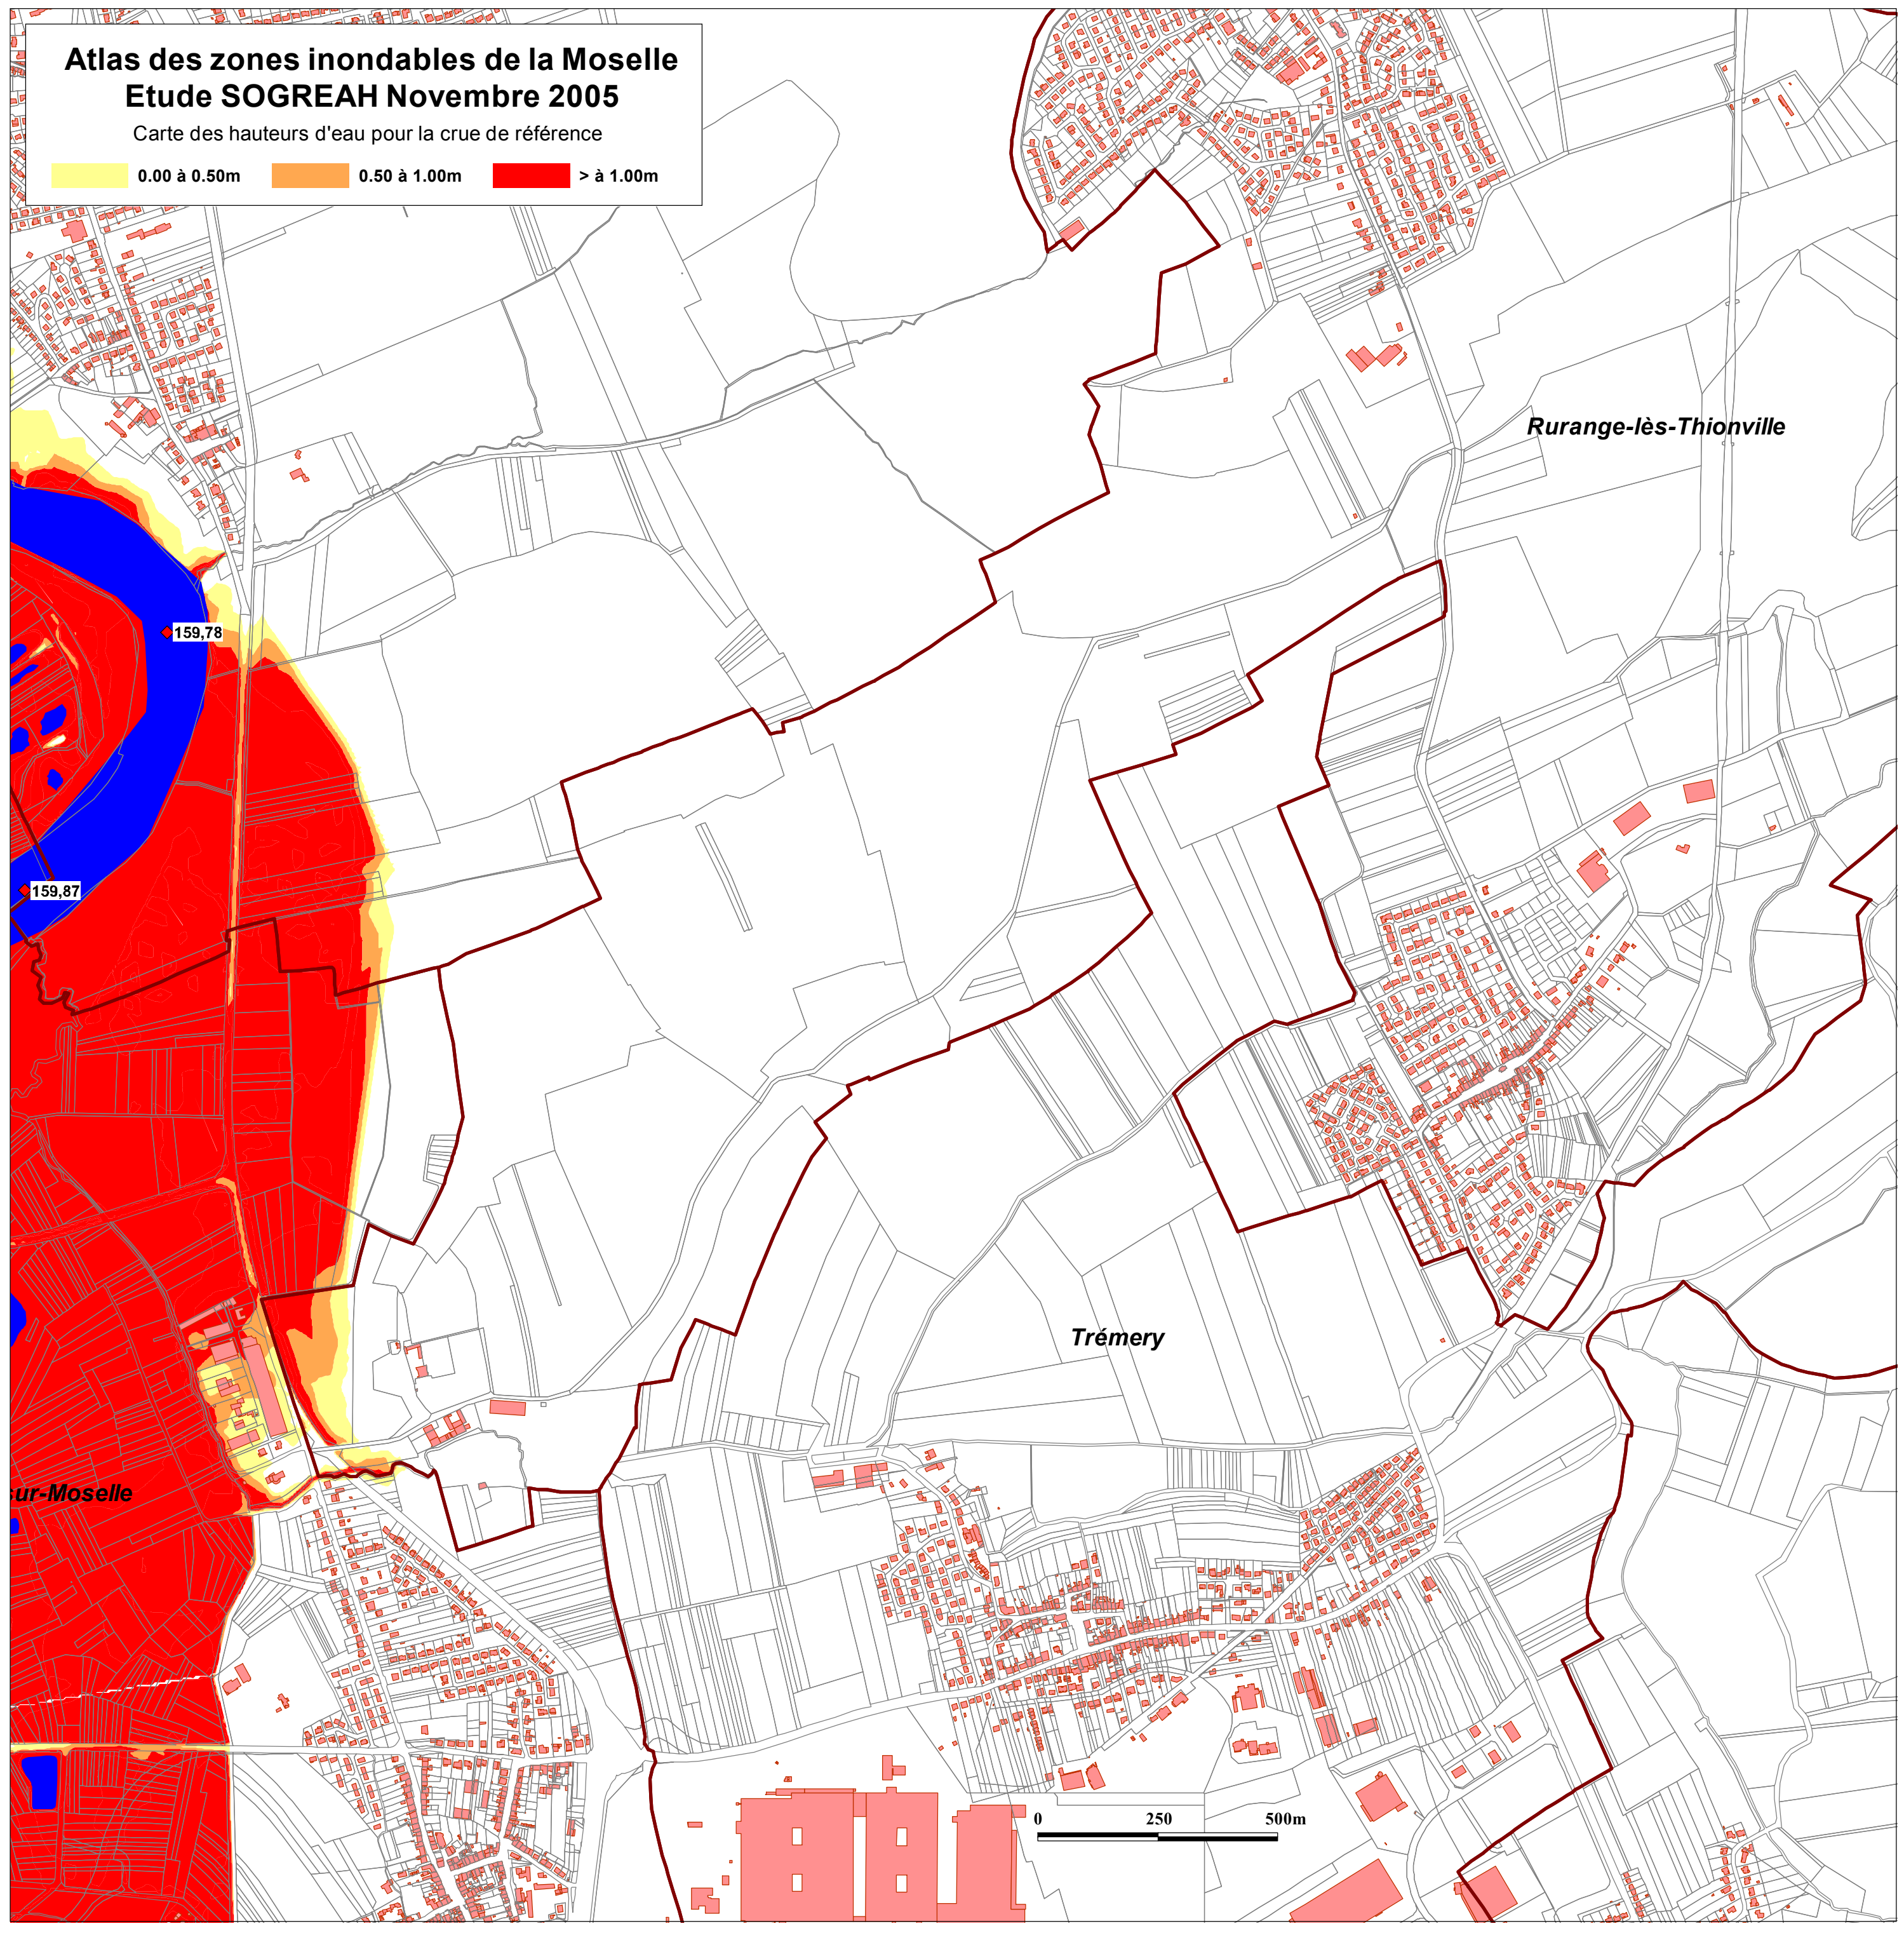 Atlas des zones inondables de la Moselle
Etude SOGREAH Novembre 2005
Carte des hauteurs d'eau pour la crue de référence
0.00 à 0.50m
0.50 à 1.00m
> à 1.00m
Rurange-lès-Thionville
159,78
159,87
Trémery
sur-Moselle
0 250 500m